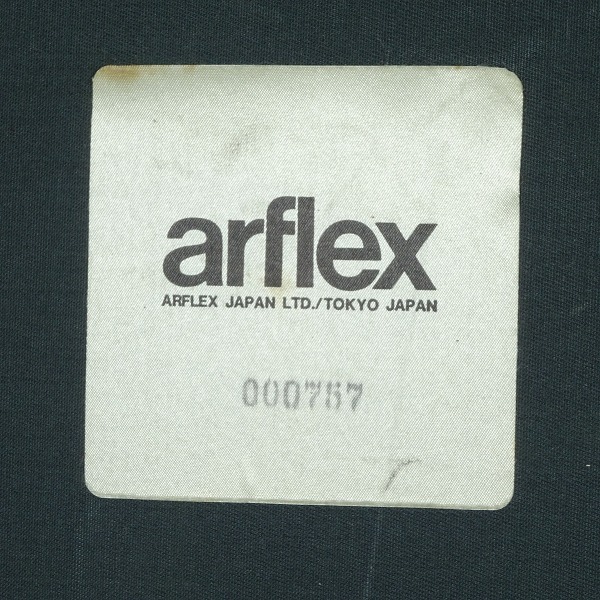 arflex
ARFLEX JAPAN LTD./TOKYO JAPAN
000757
T